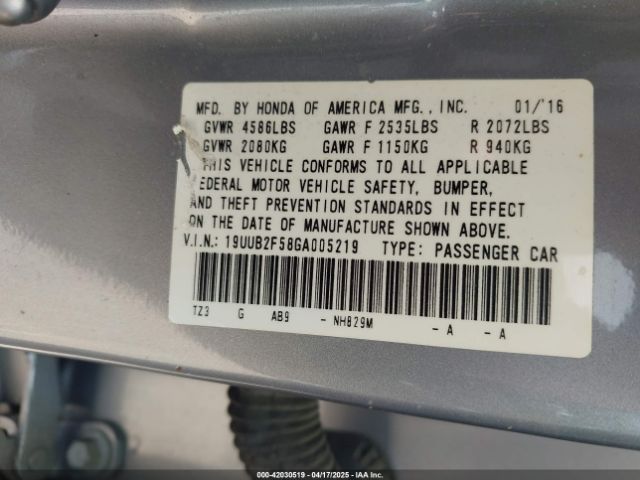 MFD. BY HONDA OF AMERICA MFG., INC. 01/'16
GVWR 4586LBS GAWR F 2535LBS R 2072LBS
GVWR 2080KG GAWR F 1150KG R 940KG
THIS VEHICLE CONFORMS TO ALL APPLICABLE
FEDERAL MOTOR VEHICLE SAFETY, BUMPER,
AND THEFT PREVENTION STANDARDS IN EFFECT
ON THE DATE OF MANUFACTURE SHOWN ABOVE.
V.I.N.: 19UUB2F58GA005219 TYPE: PASSENGER CAR
TZ3 G AB9 - NH829M - A - A
000-42030519 - 04/17/2025 - IAAI.COM